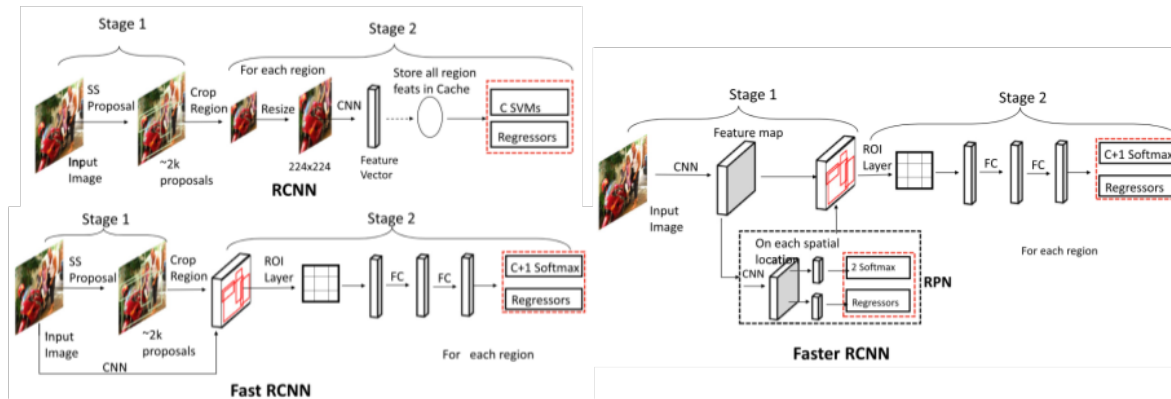 Stage 1
Stage 2
For each region
Store all
region
feats in Cache
SS
Proposal
Crop
Region
Resize
CNN
C SVMs
Regressors
Input
Image
~2k
proposals
224x224
Feature
Vector
RCNN
Stage 1
Stage 2
SS
Proposal
Crop
Region
ROI
Layer
FC
FC
C+1 Softmax
Regressors
Input
Image
~2k
proposals
CNN
For each region
Fast RCNN
Stage 1
Stage 2
Feature map
CNN
ROI
Layer
FC
FC
C+1 Softmax
Regressors
Input
Image
On each spatial
location
CNN
2 Softmax
Regressors
RPN
For each region
Faster RCNN